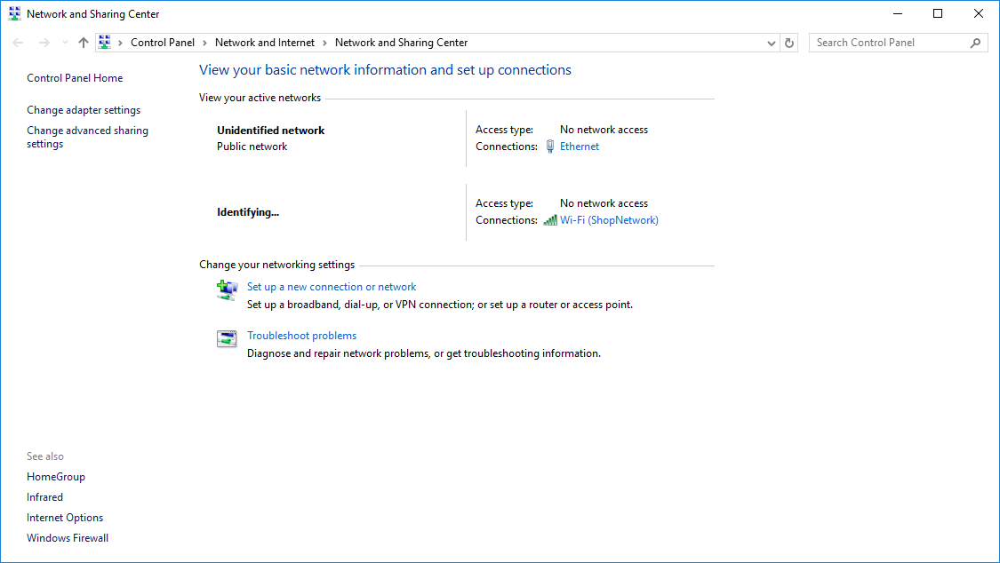 Network and Sharing Center
Control Panel > Network and Internet > Network and Sharing Center
Search Control Panel
Control Panel Home
Change adapter settings
Change advanced sharing
settings
View your basic network information and set up connections
View your active networks
Unidentified network
Public network
Access type: No network access
Connections: Ethernet
Identifying...
Access type: No network access
Connections: Wi-Fi (ShopNetwork)
Change your networking settings
Set up a new connection or network
Set up a broadband, dial-up, or VPN connection; or set up a router or access point.
Troubleshoot problems
Diagnose and repair network problems, or get troubleshooting information.
See also
HomeGroup
Infrared
Internet Options
Windows Firewall